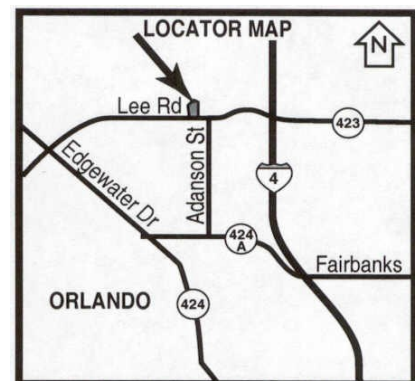 LOCATOR MAP
N
Lee Rd
423
Edgewater Dr
Adanson St
4
424
A
Fairbanks
ORLANDO
424